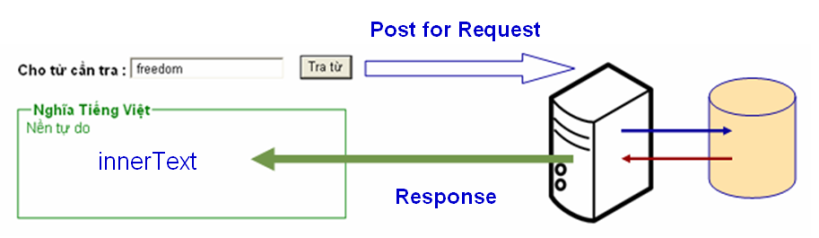 Post for Request
Cho từ cần tra : freedom Tra từ
Nghĩa Tiếng Việt
Nền tự do
innerText
Response